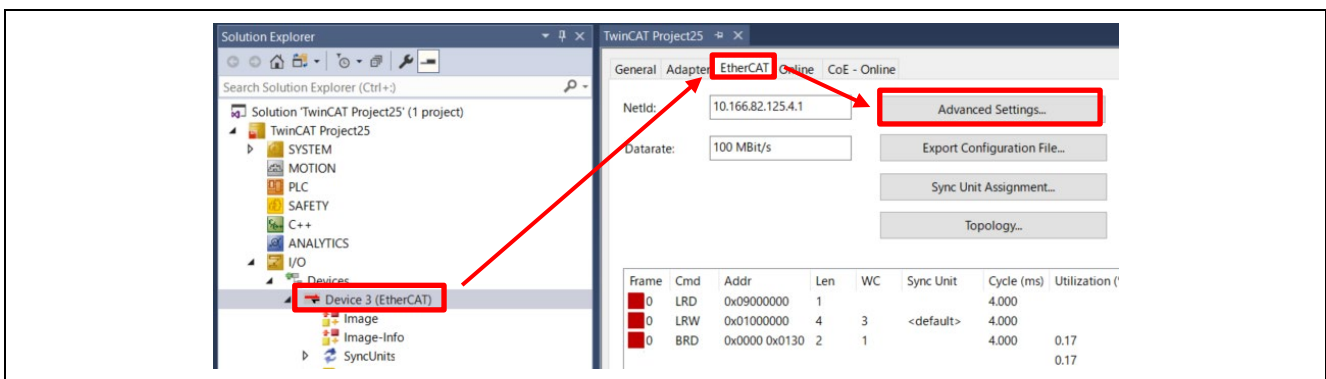 Solution Explorer
Search Solution Explorer (Ctrl+;)
Solution 'TwinCAT Project25' (1 project)
TwinCAT Project25
SYSTEM
MOTION
PLC
SAFETY
C++
ANALYTICS
I/O
Devices
Device 3 (EtherCAT)
Image
Image-Info
SyncUnits
TwinCAT Project25
General Adapter EtherCAT Online CoE - Online
NetId: 10.166.82.125.4.1 Advanced Settings...
Datarate: 100 MBit/s Export Configuration File...
Sync Unit Assignment...
Topology...
Frame Cmd Addr Len WC Sync Unit Cycle (ms) Utilization (
0 LRD 0x09000000 1 4.000
0 LRW 0x01000000 4 3 <default> 4.000
0 BRD 0x0000 0x0130 2 1 4.000 0.17
0.17